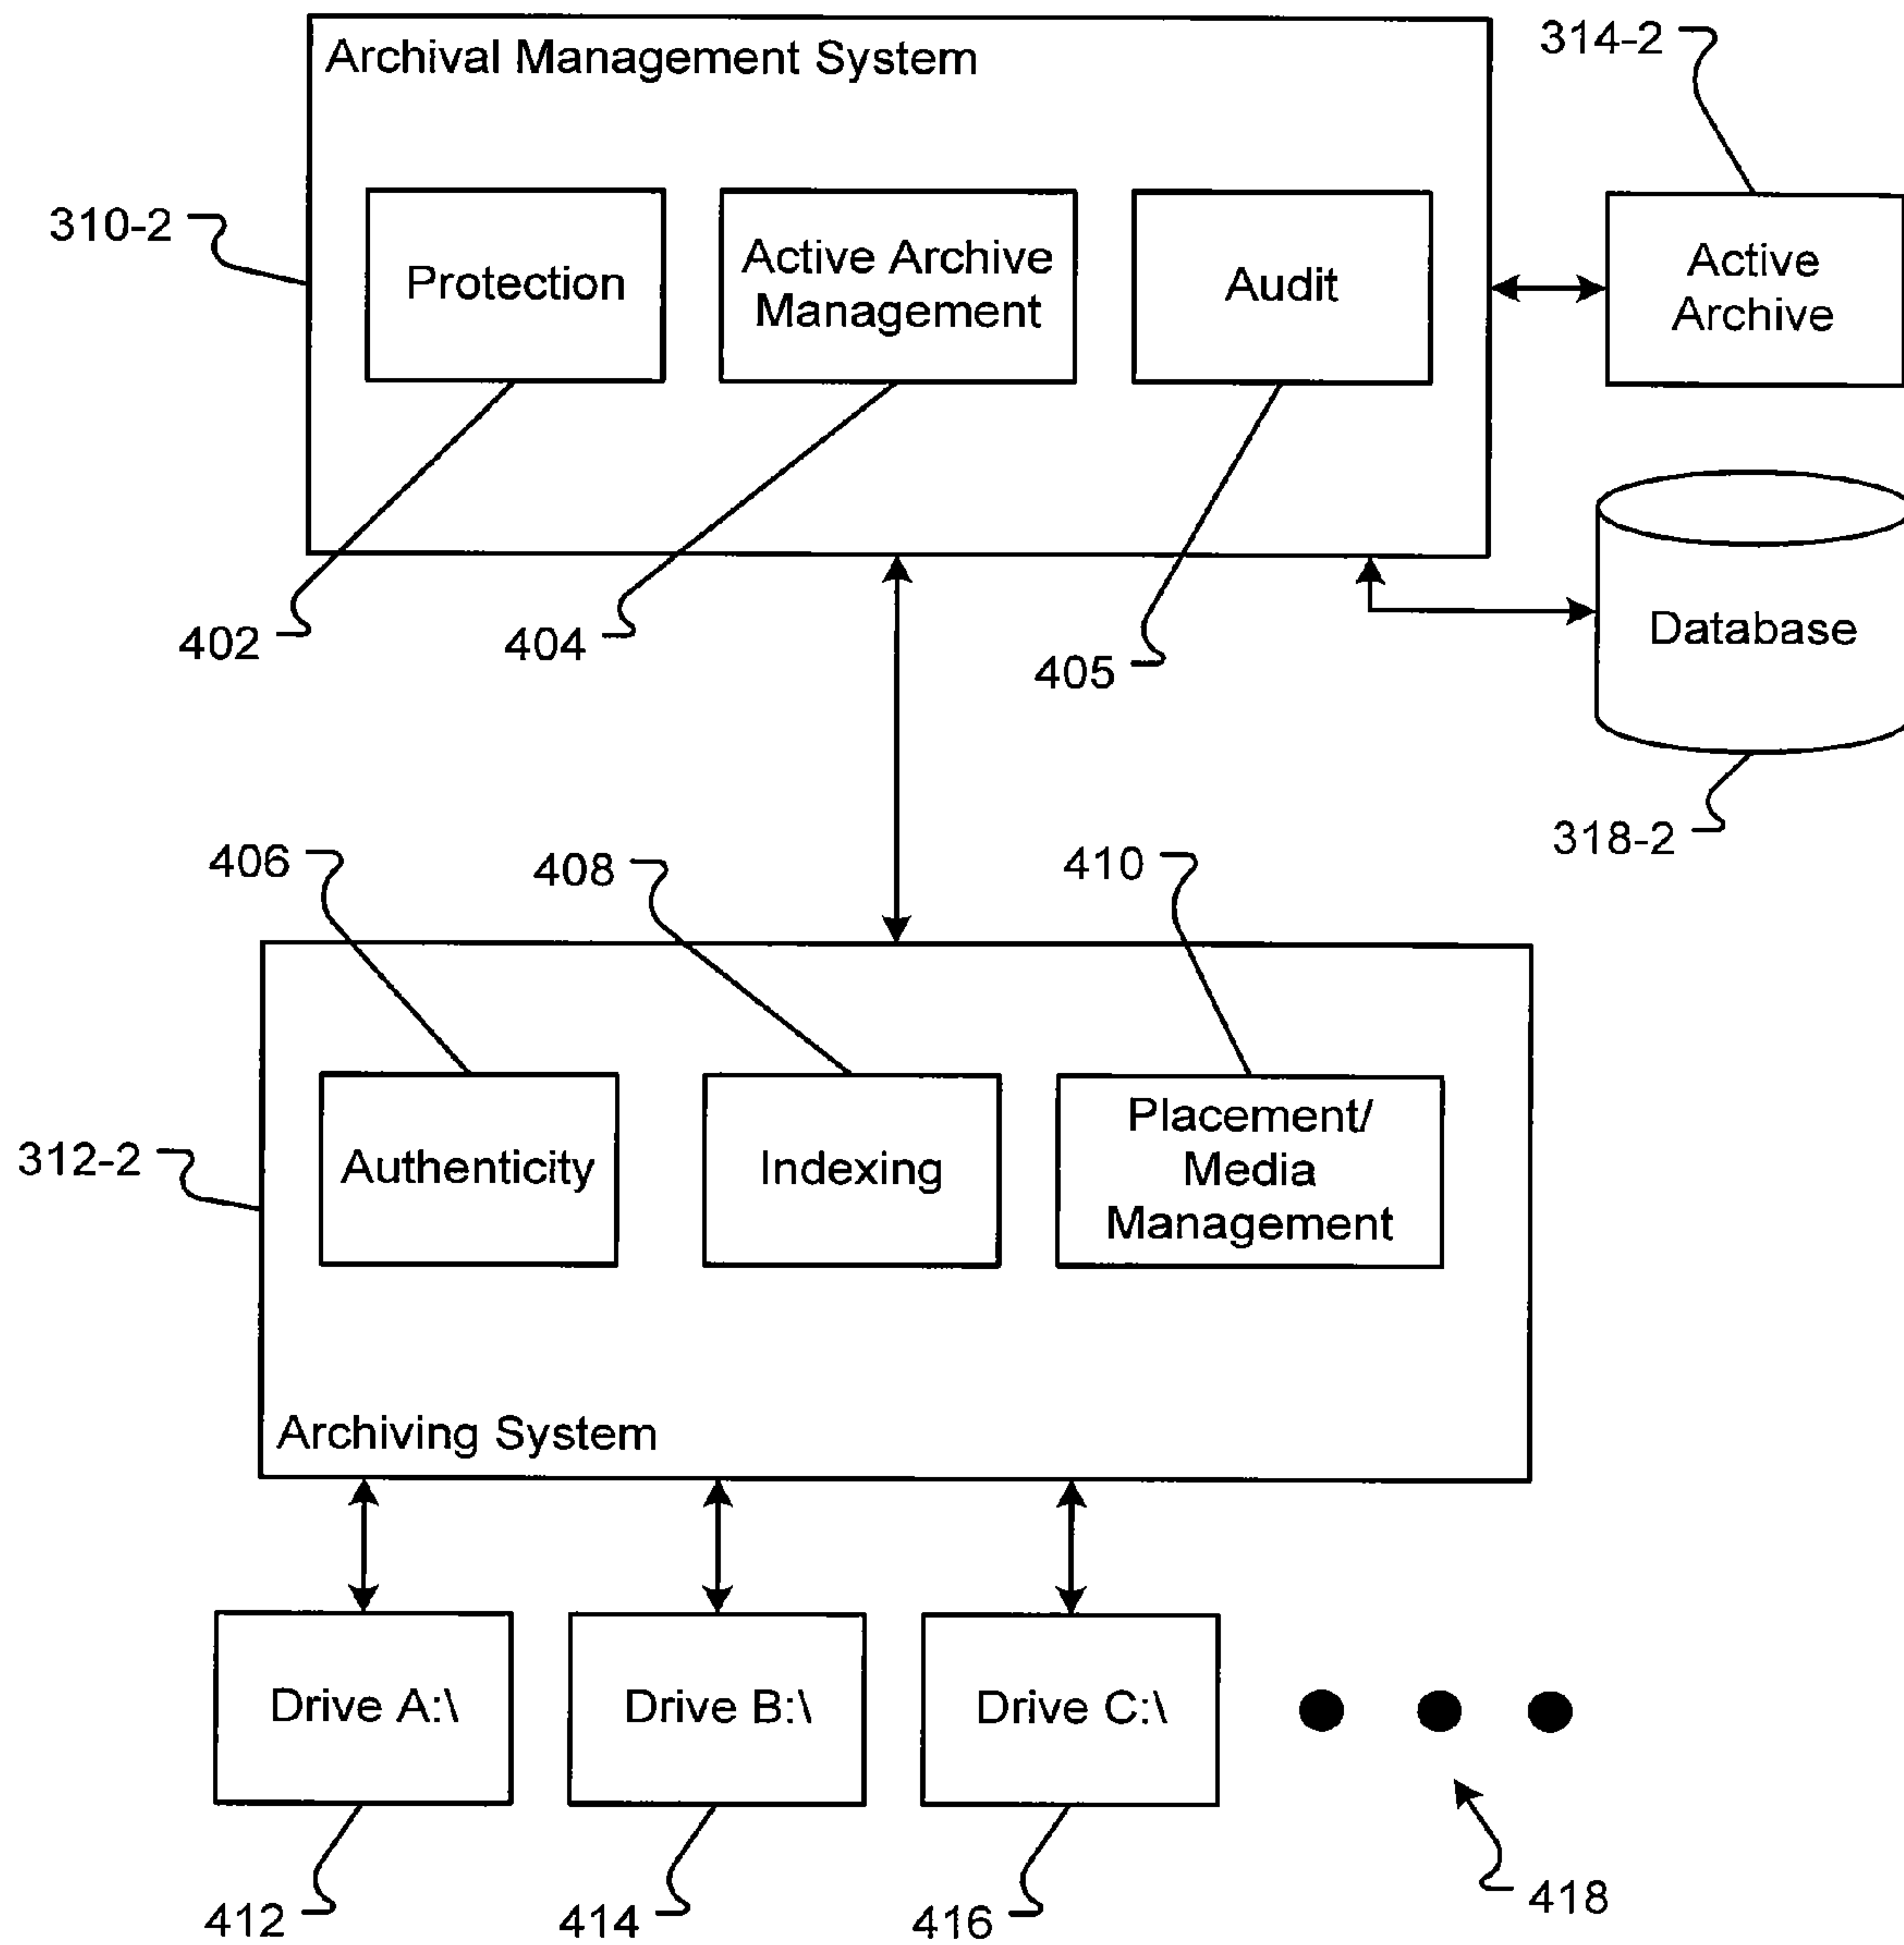 Archival Management System
314-2
310-2
Protection
Active Archive
Management
Audit
Active
Archive
402
404
405
Database
318-2
406
408
410
312-2
Authenticity
Indexing
Placement/
Media
Management
Archiving System
Drive A:\
Drive B:\
Drive C:\
412
414
416
418